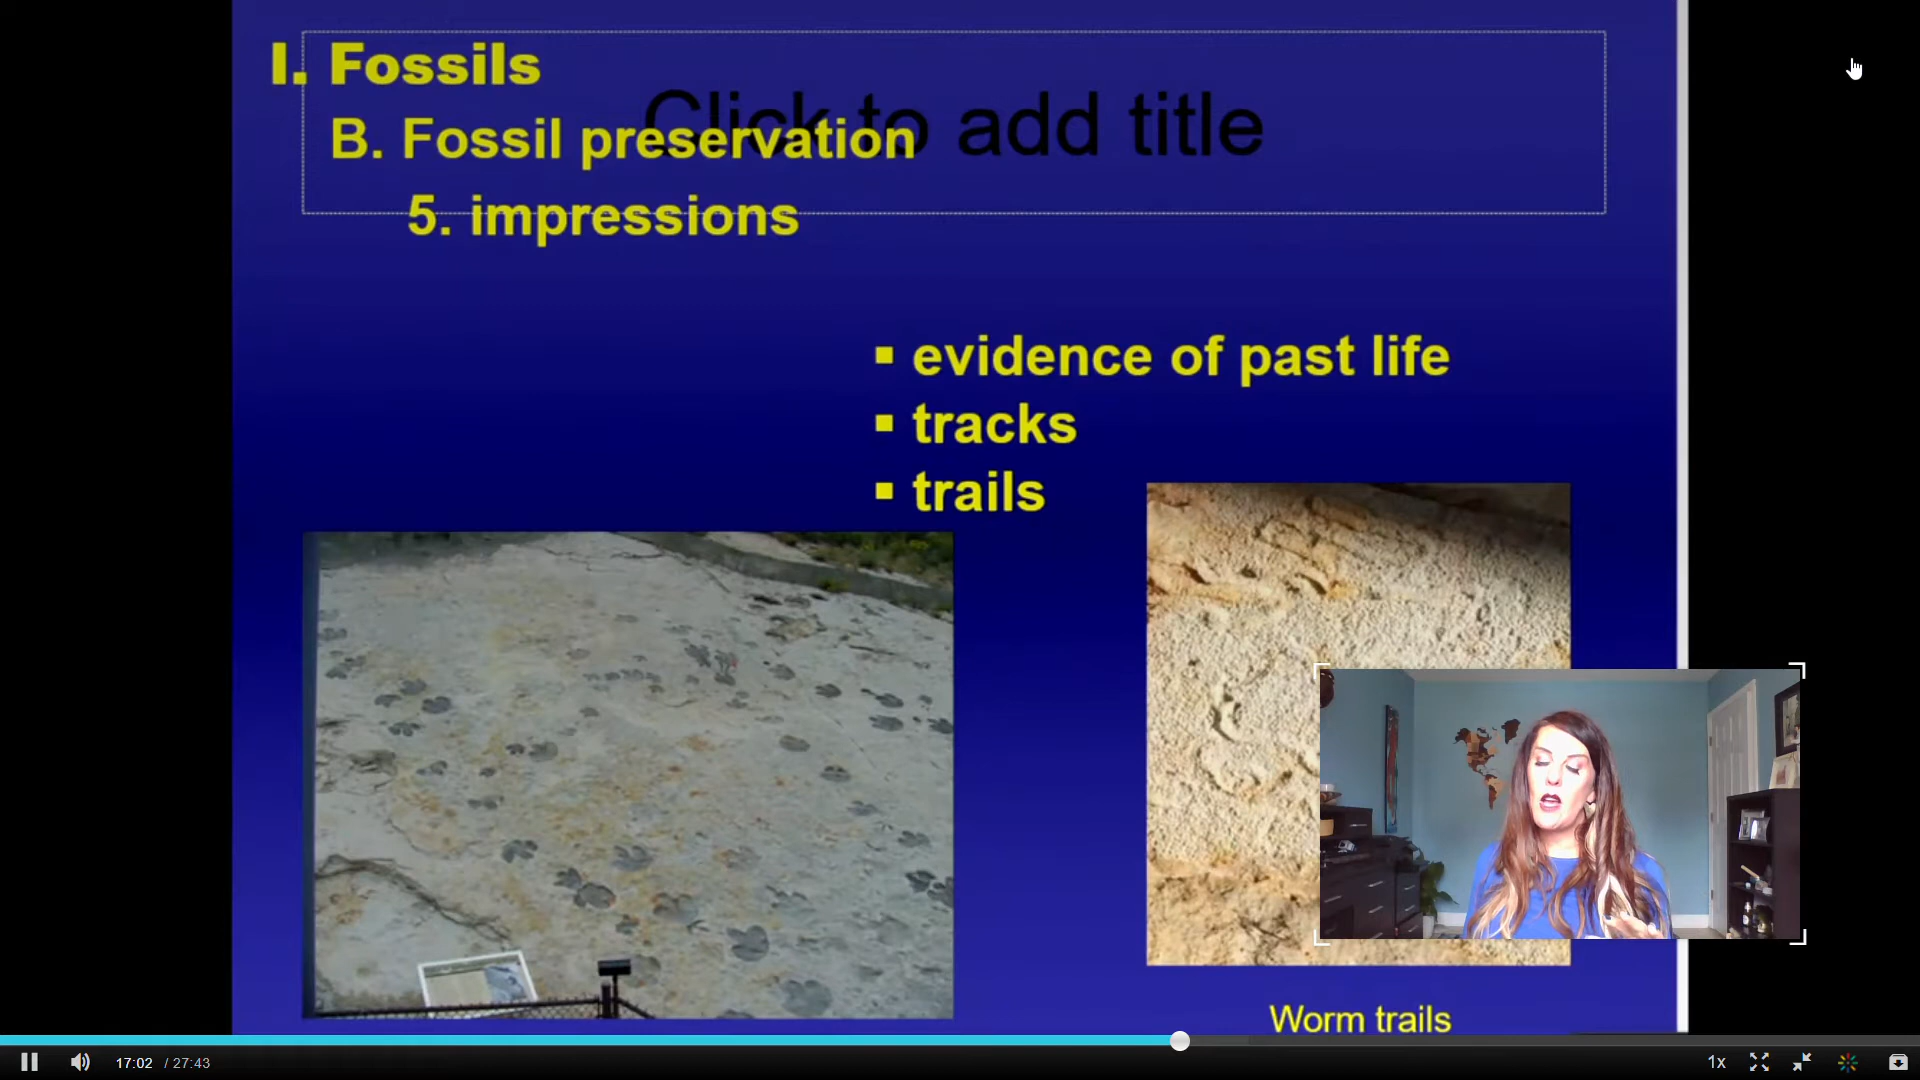 I. Fossils
Click to add title
B. Fossil preservation
5. impressions
▪ evidence of past life
▪ tracks
▪ trails
Worm trails
17:02 / 27:43
1x